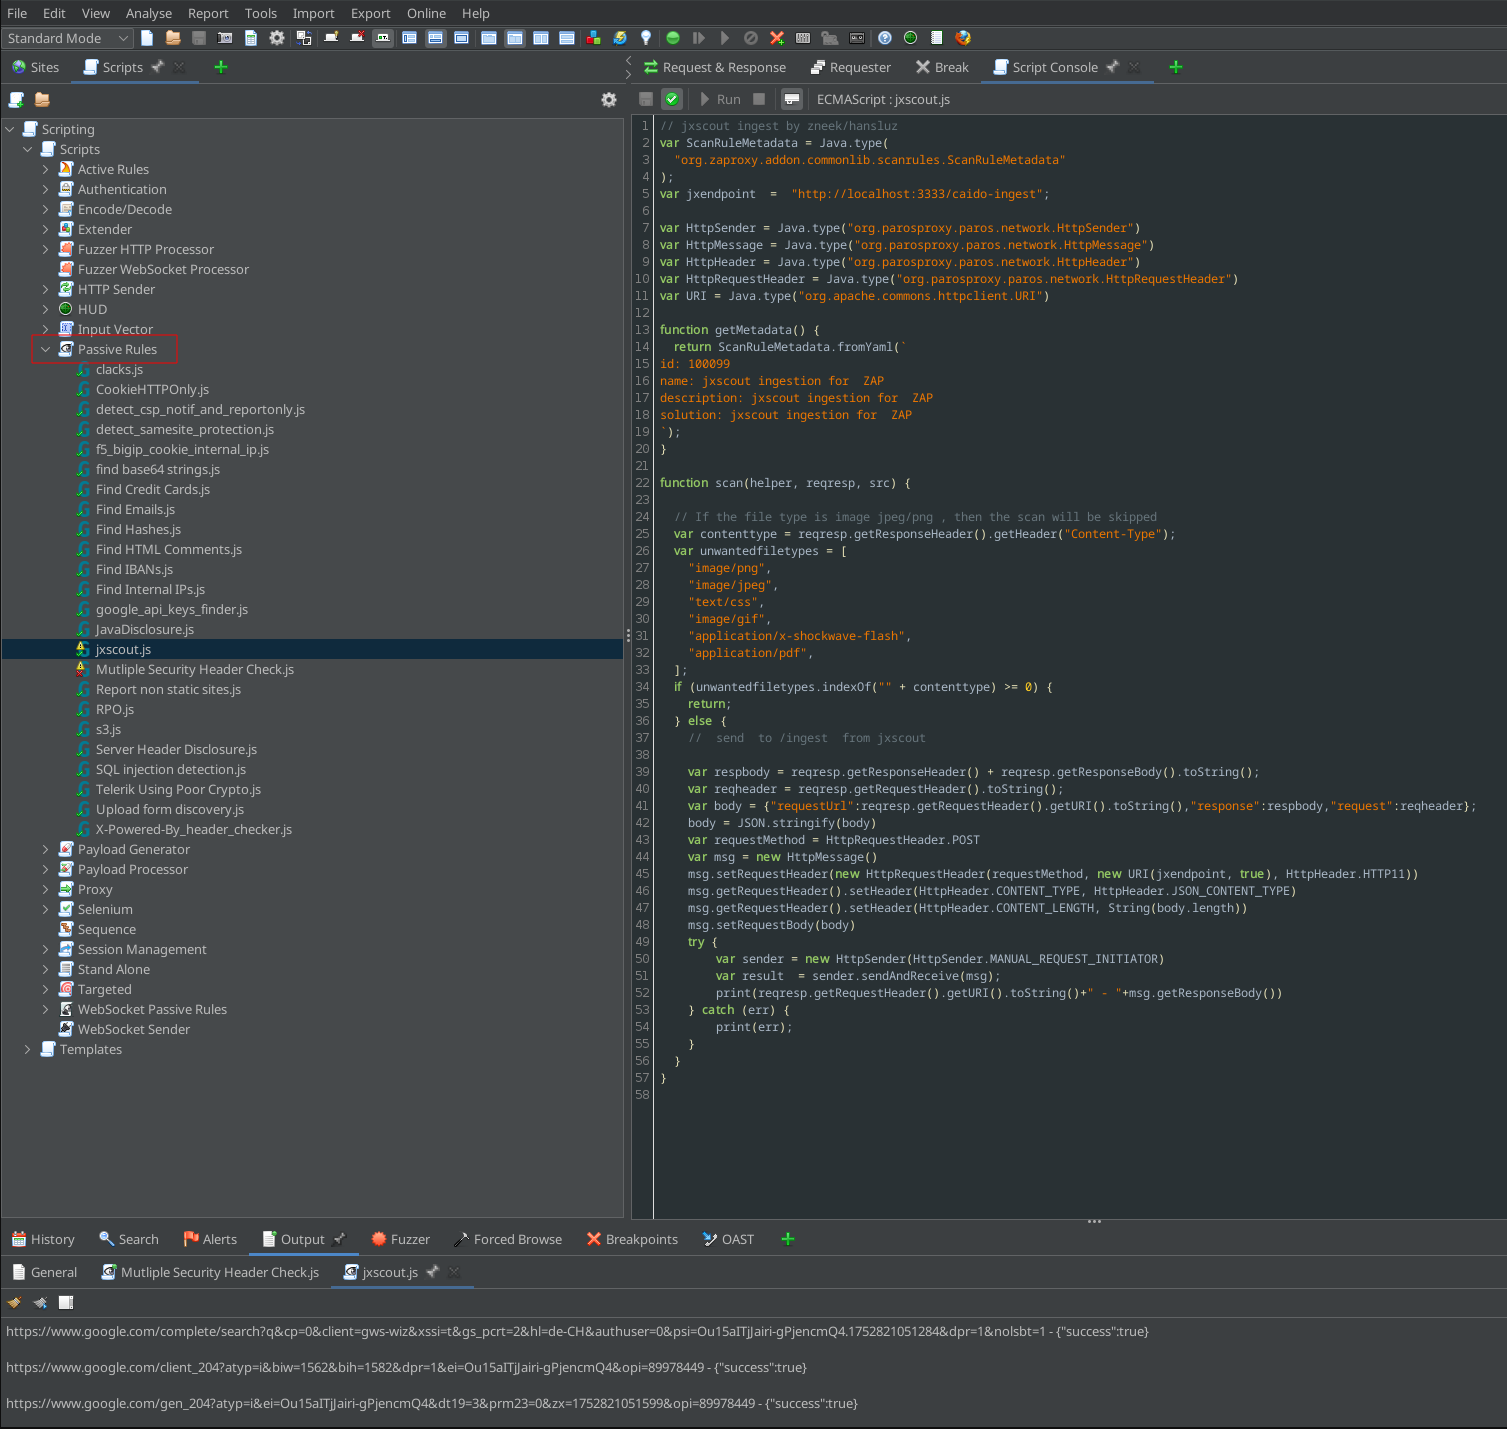 File Edit View Analyse Report Tools Import Export Online Help
Standard Mode
Sites Scripts
Request & Response Requester Break Script Console
Run ECMAScript : jxscout.js
Scripting
Scripts
Active Rules
Authentication
Encode/Decode
Extender
Fuzzer HTTP Processor
Fuzzer WebSocket Processor
HTTP Sender
HUD
Input Vector
Passive Rules
clacks.js
CookieHTTPOnly.js
detect_csp_notif_and_reportonly.js
detect_samesite_protection.js
f5_bigip_cookie_internal_ip.js
find base64 strings.js
Find Credit Cards.js
Find Emails.js
Find Hashes.js
Find HTML Comments.js
Find IBANs.js
Find Internal IPs.js
google_api_keys_finder.js
JavaDisclosure.js
jxscout.js
Mutliple Security Header Check.js
Report non static sites.js
RPO.js
s3.js
Server Header Disclosure.js
SQL injection detection.js
Telerik Using Poor Crypto.js
Upload form discovery.js
X-Powered-By_header_checker.js
Payload Generator
Payload Processor
Proxy
Selenium
Sequence
Session Management
Stand Alone
Targeted
WebSocket Passive Rules
WebSocket Sender
Templates
1 // jxscout ingest by zneek/hansluz
2 var ScanRuleMetadata = Java.type(
3   "org.zaproxy.addon.commonlib.scanrules.ScanRuleMetadata"
4 );
5 var jxendpoint  =  "http://localhost:3333/caido-ingest";
6
7 var HttpSender = Java.type("org.parosproxy.paros.network.HttpSender")
8 var HttpMessage = Java.type("org.parosproxy.paros.network.HttpMessage")
9 var HttpHeader = Java.type("org.parosproxy.paros.network.HttpHeader")
10 var HttpRequestHeader = Java.type("org.parosproxy.paros.network.HttpRequestHeader")
11 var URI = Java.type("org.apache.commons.httpclient.URI")
12
13 function getMetadata() {
14   return ScanRuleMetadata.fromYaml(`
15 id: 100099
16 name: jxscout ingestion for  ZAP
17 description: jxscout ingestion for  ZAP
18 solution: jxscout ingestion for  ZAP
19 `);
20 }
21
22 function scan(helper, reqresp, src) {
23
24   // If the file type is image jpeg/png , then the scan will be skipped
25   var contenttype = reqresp.getResponseHeader().getHeader("Content-Type");
26   var unwantedfiletypes = [
27     "image/png",
28     "image/jpeg",
29     "text/css",
30     "image/gif",
31     "application/x-shockwave-flash",
32     "application/pdf",
33   ];
34   if (unwantedfiletypes.indexOf("" + contenttype) >= 0) {
35     return;
36   } else {
37     //  send  to /ingest  from jxscout
38
39     var respbody = reqresp.getResponseHeader() + reqresp.getResponseBody().toString();
40     var reqheader = reqresp.getRequestHeader().toString();
41     var body = {"requestUrl":reqresp.getRequestHeader().getURI().toString(),"response":respbody,"request":reqheader};
42     body = JSON.stringify(body)
43     var requestMethod = HttpRequestHeader.POST
44     var msg = new HttpMessage()
45     msg.setRequestHeader(new HttpRequestHeader(requestMethod, new URI(jxendpoint, true), HttpHeader.HTTP11))
46     msg.getRequestHeader().setHeader(HttpHeader.CONTENT_TYPE, HttpHeader.JSON_CONTENT_TYPE)
47     msg.getRequestHeader().setHeader(HttpHeader.CONTENT_LENGTH, String(body.length))
48     msg.setRequestBody(body)
49     try {
50         var sender = new HttpSender(HttpSender.MANUAL_REQUEST_INITIATOR)
51         var result  = sender.sendAndReceive(msg);
52         print(reqresp.getRequestHeader().getURI().toString()+" - "+msg.getResponseBody())
53     } catch (err) {
54         print(err);
55     }
56   }
57 }
58
History Search Alerts Output Fuzzer Forced Browse Breakpoints OAST
General Mutliple Security Header Check.js jxscout.js
https://www.google.com/complete/search?q&cp=0&client=gws-wiz&xssi=t&gs_pcrt=2&hl=de-CH&authuser=0&psi=Ou15aITjJairi-gPjencmQ4.1752821051284&dpr=1&nolsbt=1 - {"success":true}
https://www.google.com/client_204?atyp=i&biw=1562&bih=1582&dpr=1&ei=Ou15aITjJairi-gPjencmQ4&opi=89978449 - {"success":true}
https://www.google.com/gen_204?atyp=i&ei=Ou15aITjJairi-gPjencmQ4&dt19=3&prm23=0&zx=1752821051599&opi=89978449 - {"success":true}